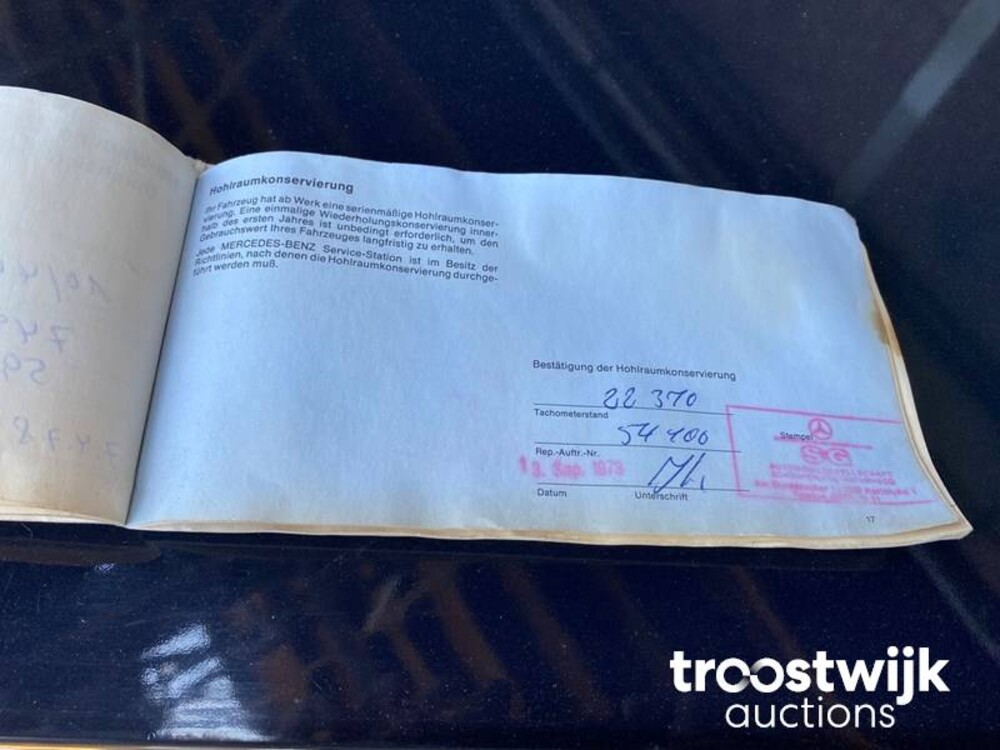 Hohlraumkonservierung
Ihr Fahrzeug hat ab Werk eine serienmäßige Hohlraumkonser-
vierung. Eine einmalige Wiederholungskonservierung inner-
halb des ersten Jahres ist unbedingt erforderlich, um den
Gebrauchswert Ihres Fahrzeuges langfristig zu erhalten.
Jede MERCEDES-BENZ Service-Station ist im Besitz der
Richtlinien, nach denen die Hohlraumkonservierung durchge-
führt werden muß.
Bestätigung der Hohlraumkonservierung
22 370
Tachometerstand
54 400
Rep.-Auftr.-Nr.
Sep.
Datum
Unterschrift
Stempel
SG
17
troostwijk
auctions